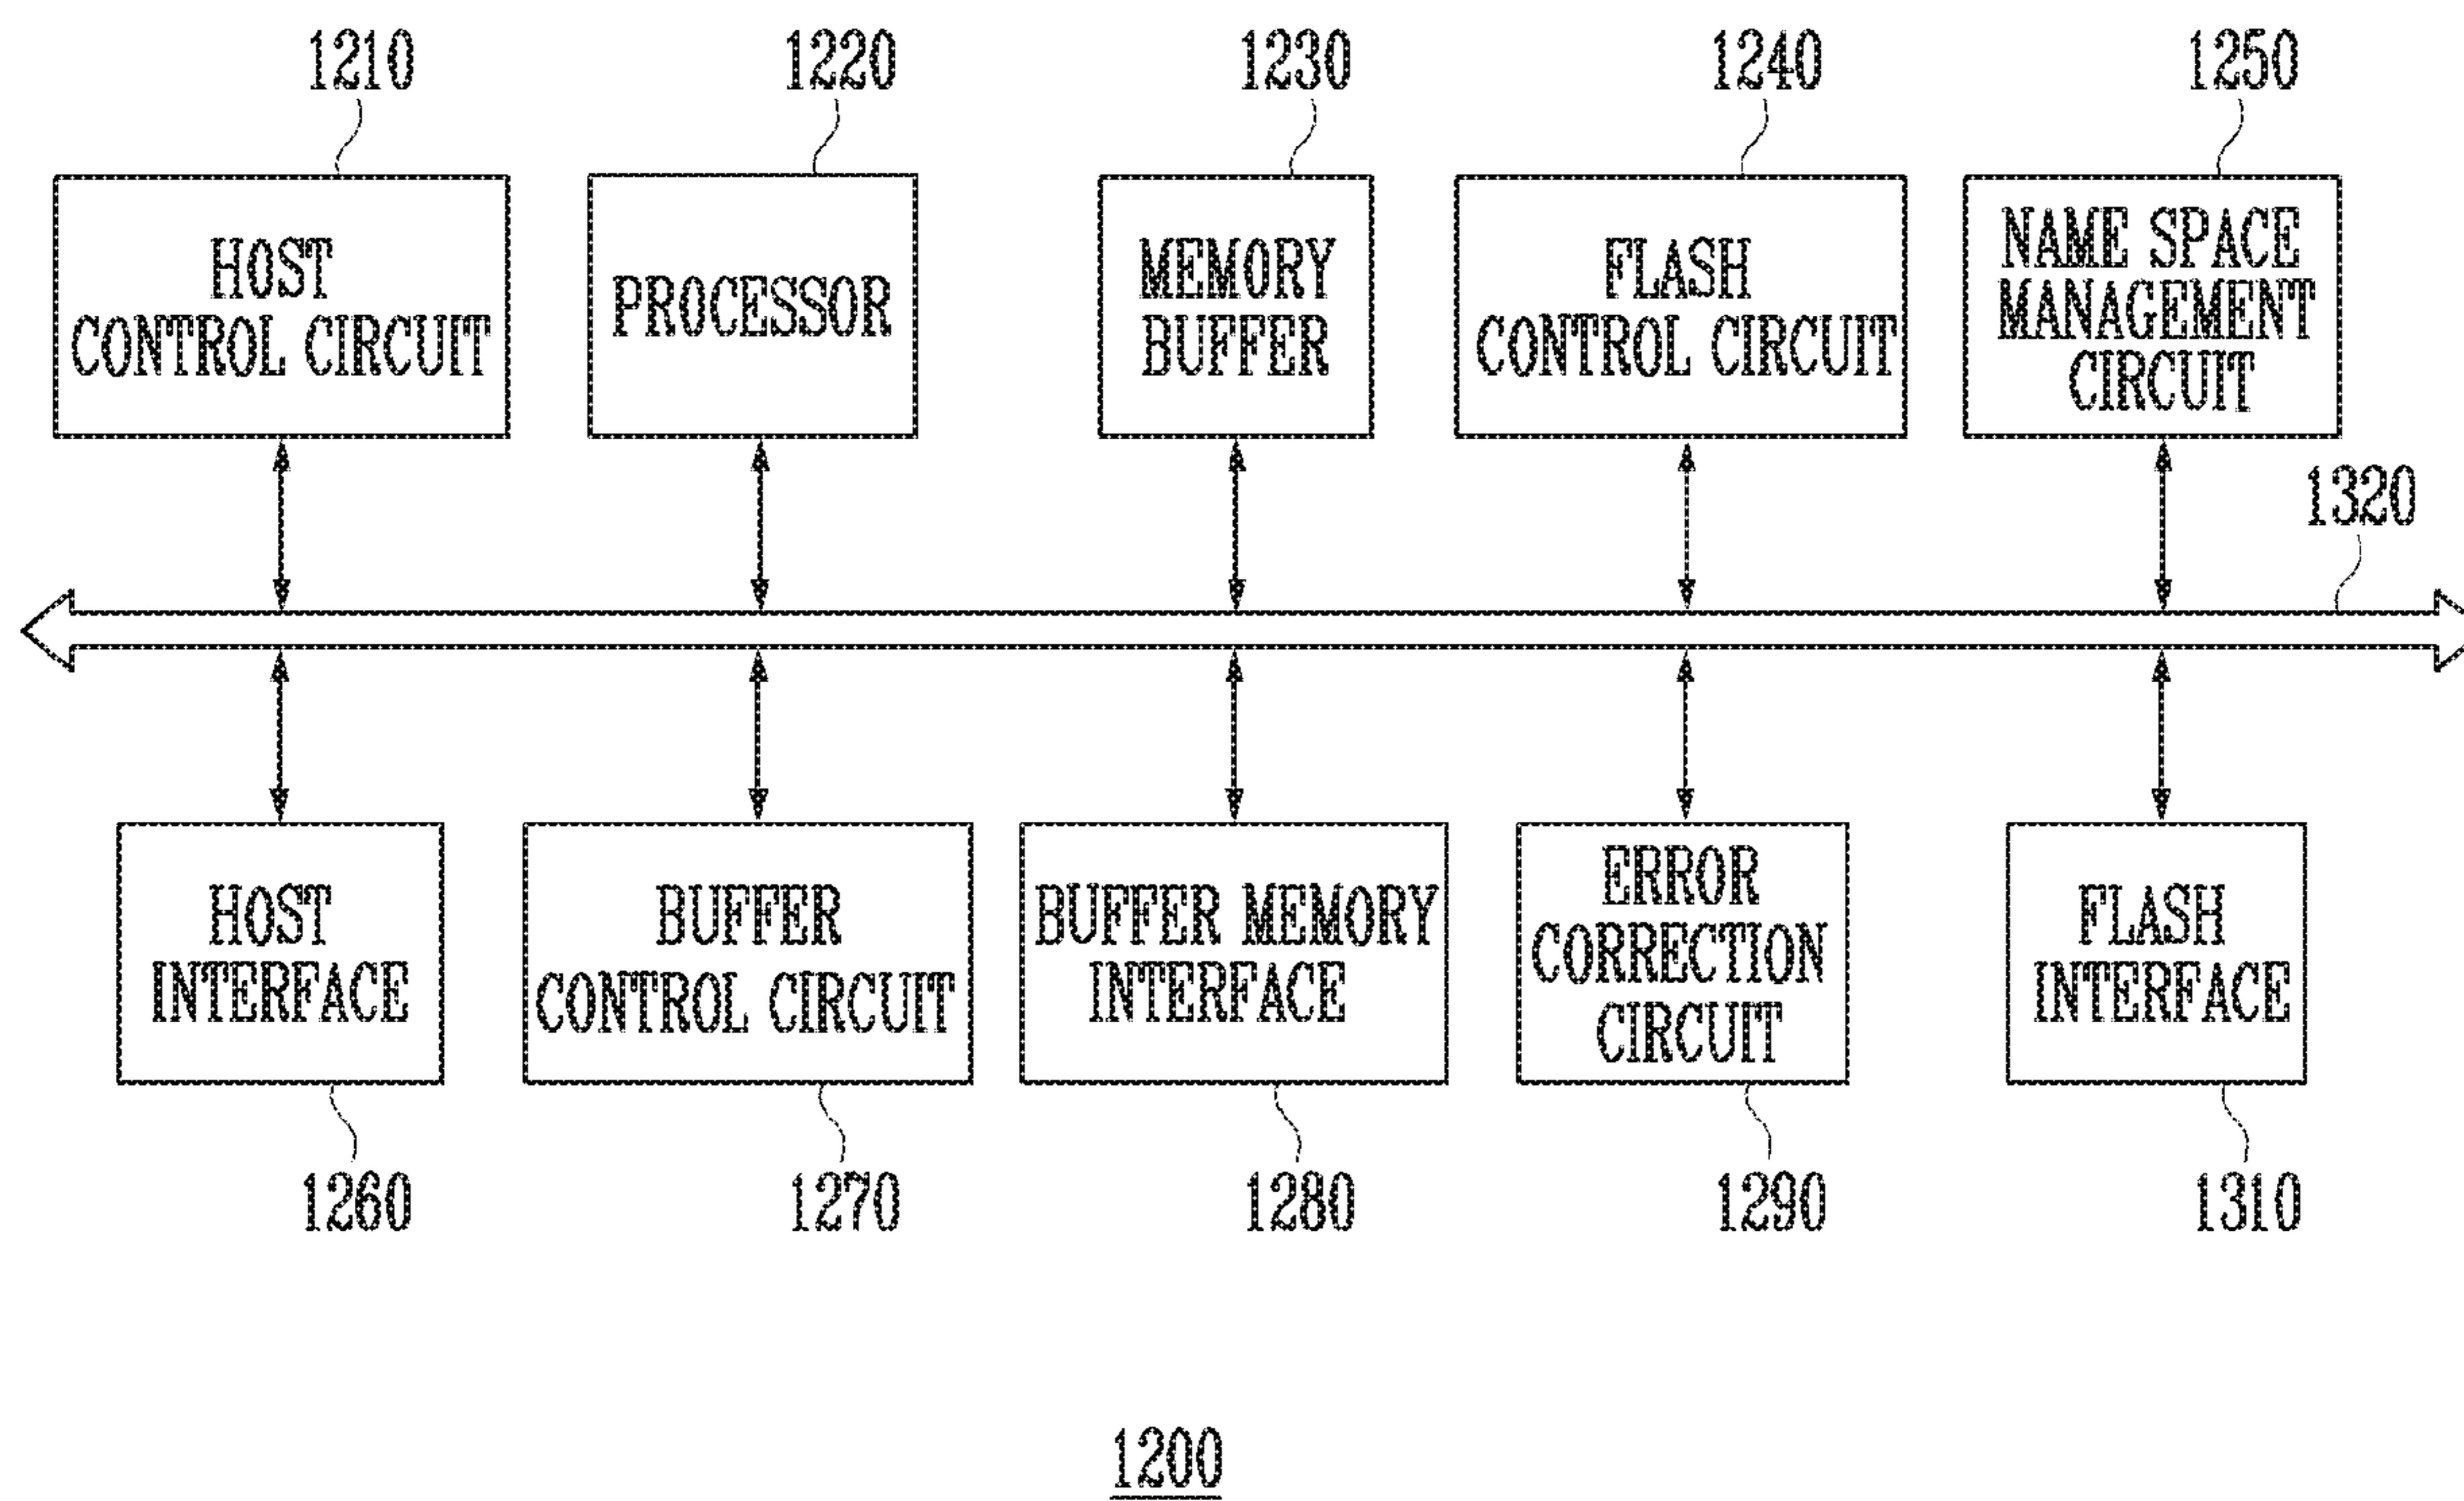 1210 1220 1230 1240 1250
HOST
CONTROL CIRCUIT
PROCESSOR
MEMORY
BUFFER
FLASH
CONTROL CIRCUIT
NAME SPACE
MANAGEMENT
CIRCUIT
1320
HOST
INTERFACE
BUFFER
CONTROL CIRCUIT
BUFFER MEMORY
INTERFACE
ERROR
CORRECTION
CIRCUIT
FLASH
INTERFACE
1260 1270 1280 1290 1310
1200